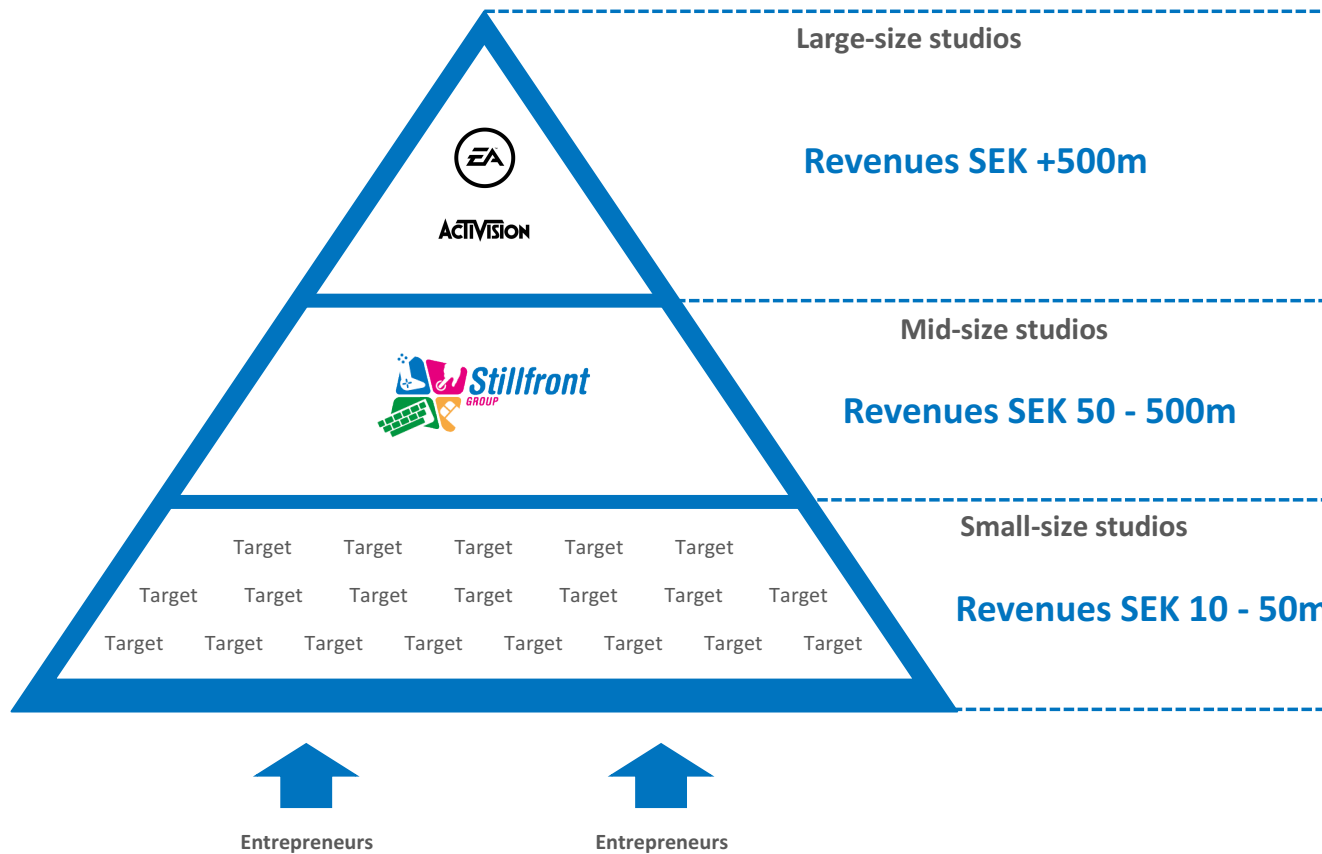 Large-size studios
EA
Revenues SEK +500m
ACTIVISION
Mid-size studios
Stillfront
GROUP
Revenues SEK 50 - 500m
Small-size studios
Target Target Target Target Target
Target Target Target Target Target Target Target
Revenues SEK 10 - 50m
Target Target Target Target Target Target Target Target
Entrepreneurs Entrepreneurs